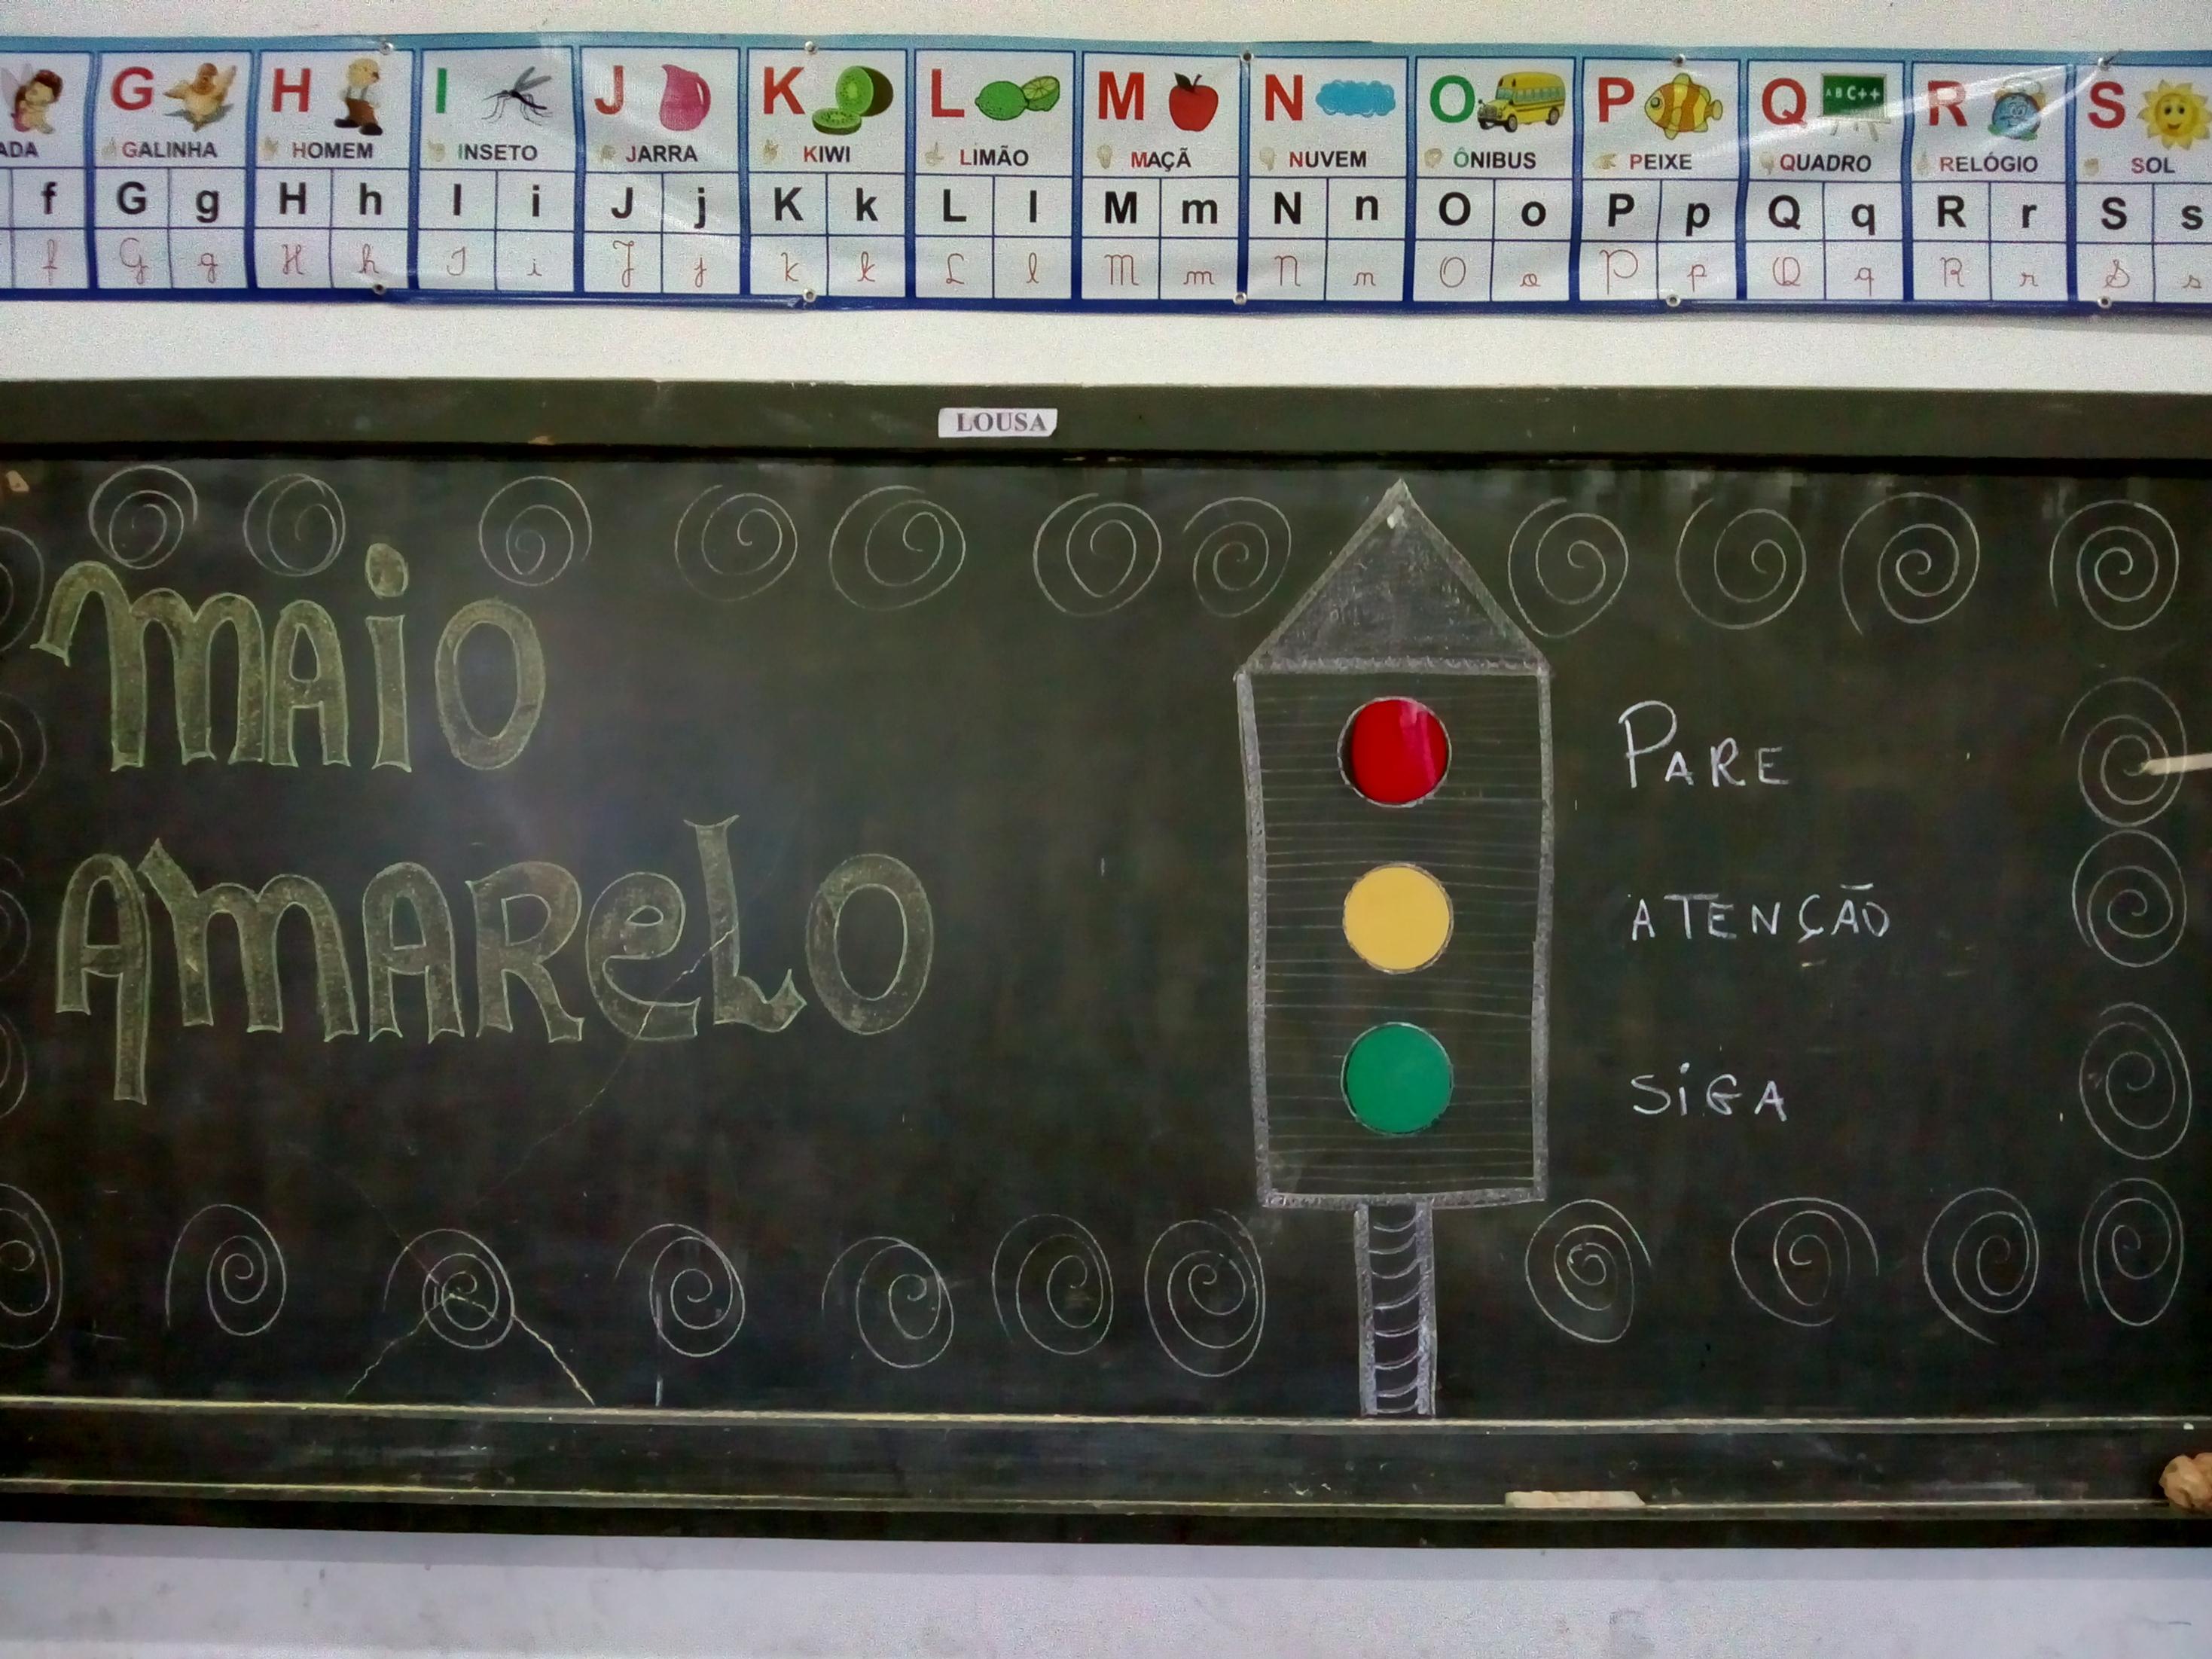 G H I J K L M N O P Q R S
A B C++
ADA GALINHA HOMEM INSETO JARRA KIWI LIMÃO MAÇÃ NUVEM ÔNIBUS PEIXE QUADRO RELÓGIO SOL
f G g H h I i J j K k L l M m N n O o P p Q q R r S s
f G g H h I i J j K k L l M m N n O o P p Q q R r S s
LOUSA
MAiO
AMAReLO
PARE
ATENÇÃO
SiGA